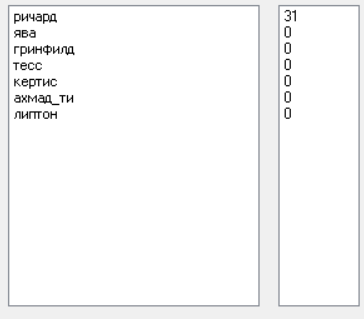 ричард 31
ява 0
гринфилд 0
тесс 0
кертис 0
ахмад_ти 0
липтон 0